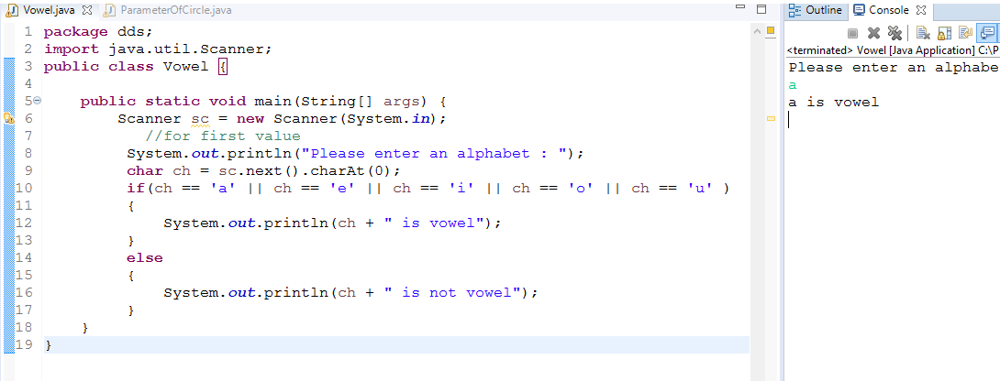 Vowel.java ParameterOfCircle.java
1 package dds;
2 import java.util.Scanner;
3 public class Vowel {
4
5 public static void main(String[] args) {
6 Scanner sc = new Scanner(System.in);
7 //for first value
8 System.out.println("Please enter an alphabet : ");
9 char ch = sc.next().charAt(0);
10 if(ch == 'a' || ch == 'e' || ch == 'i' || ch == 'o' || ch == 'u' )
11 {
12 System.out.println(ch + " is vowel");
13 }
14 else
15 {
16 System.out.println(ch + " is not vowel");
17 }
18 }
19 }
Outline Console
<terminated> Vowel [Java Application] C:\P
Please enter an alphabe
a
a is vowel